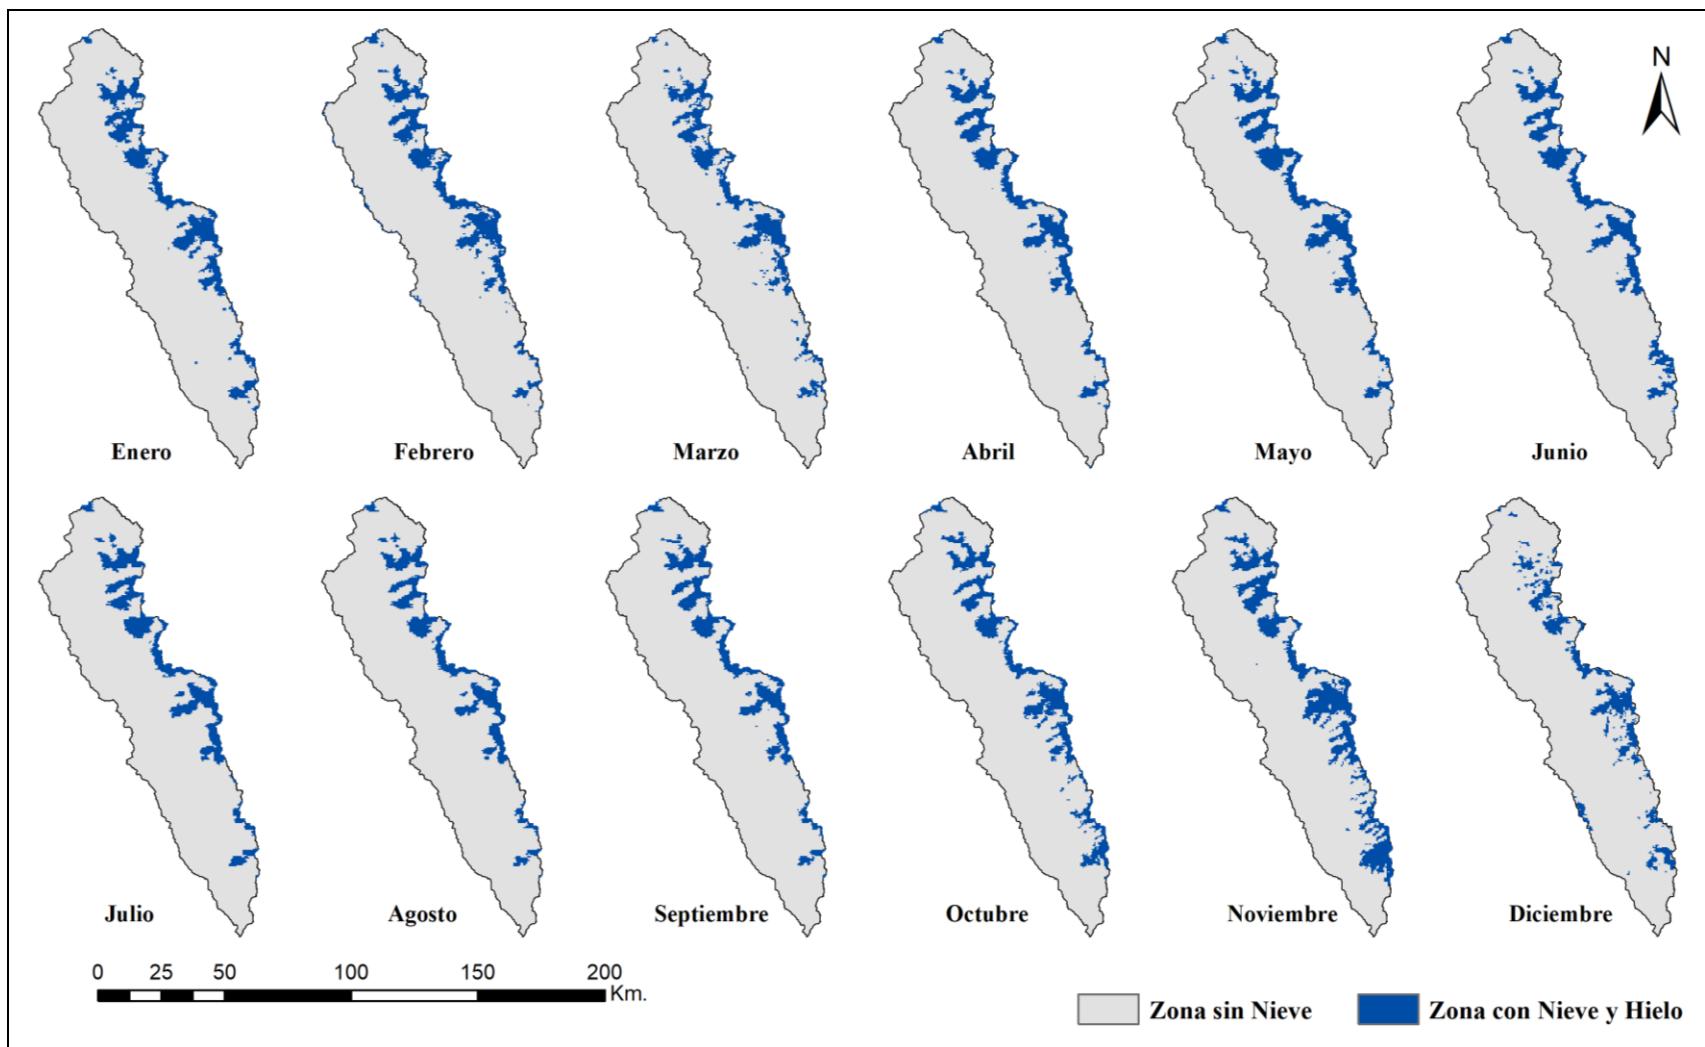 N
Enero
Febrero
Marzo
Abril
Mayo
Junio
Julio
Agosto
Septiembre
Octubre
Noviembre
Diciembre
0 25 50 100 150 200
Km.
Zona sin Nieve
Zona con Nieve y Hielo